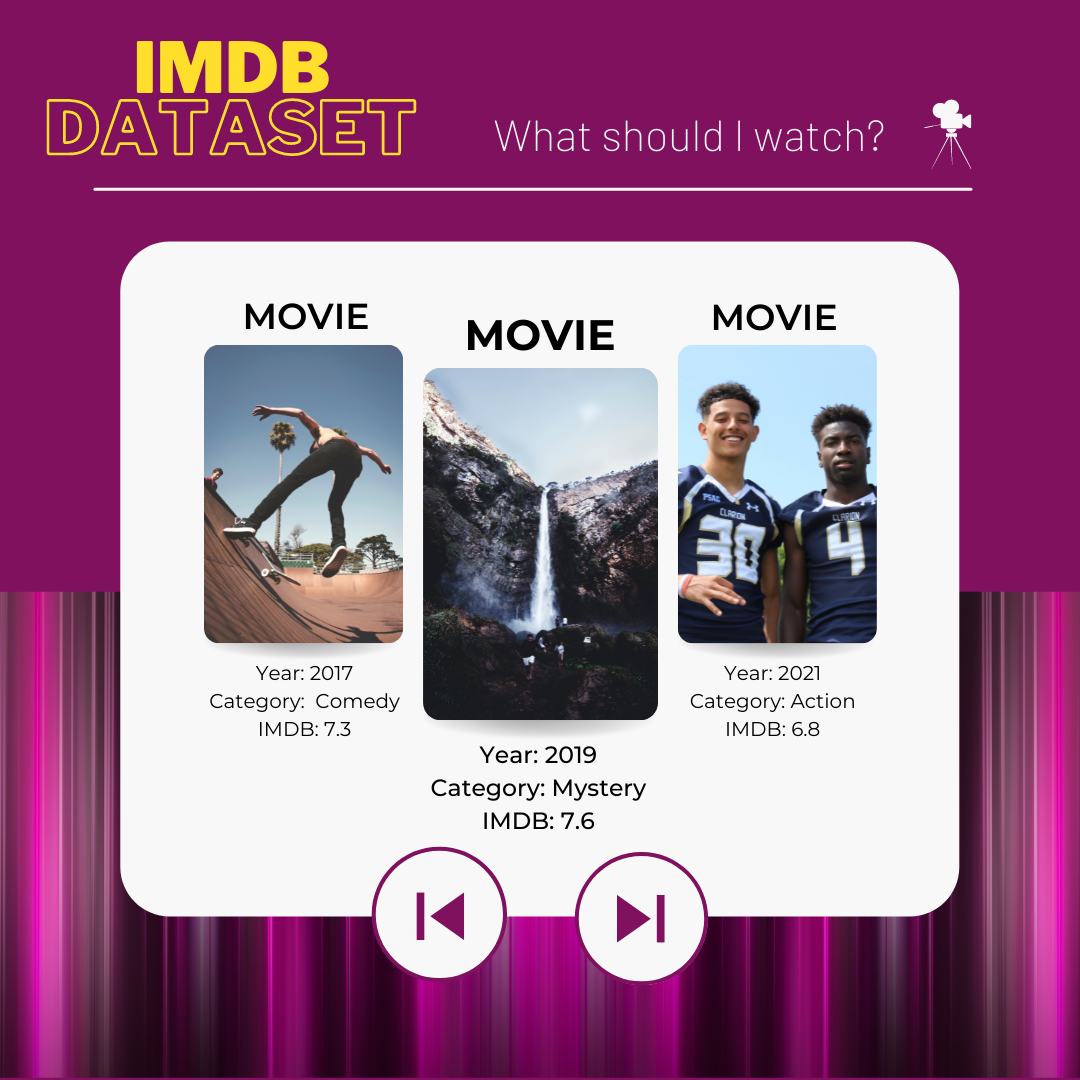 IMDB
DATASET
What should I watch?
MOVIE
MOVIE
MOVIE
PSAC
CLARION
30
CLARION
4
Year: 2017
Category:  Comedy
IMDB: 7.3
Year: 2019
Category: Mystery
IMDB: 7.6
Year: 2021
Category: Action
IMDB: 6.8